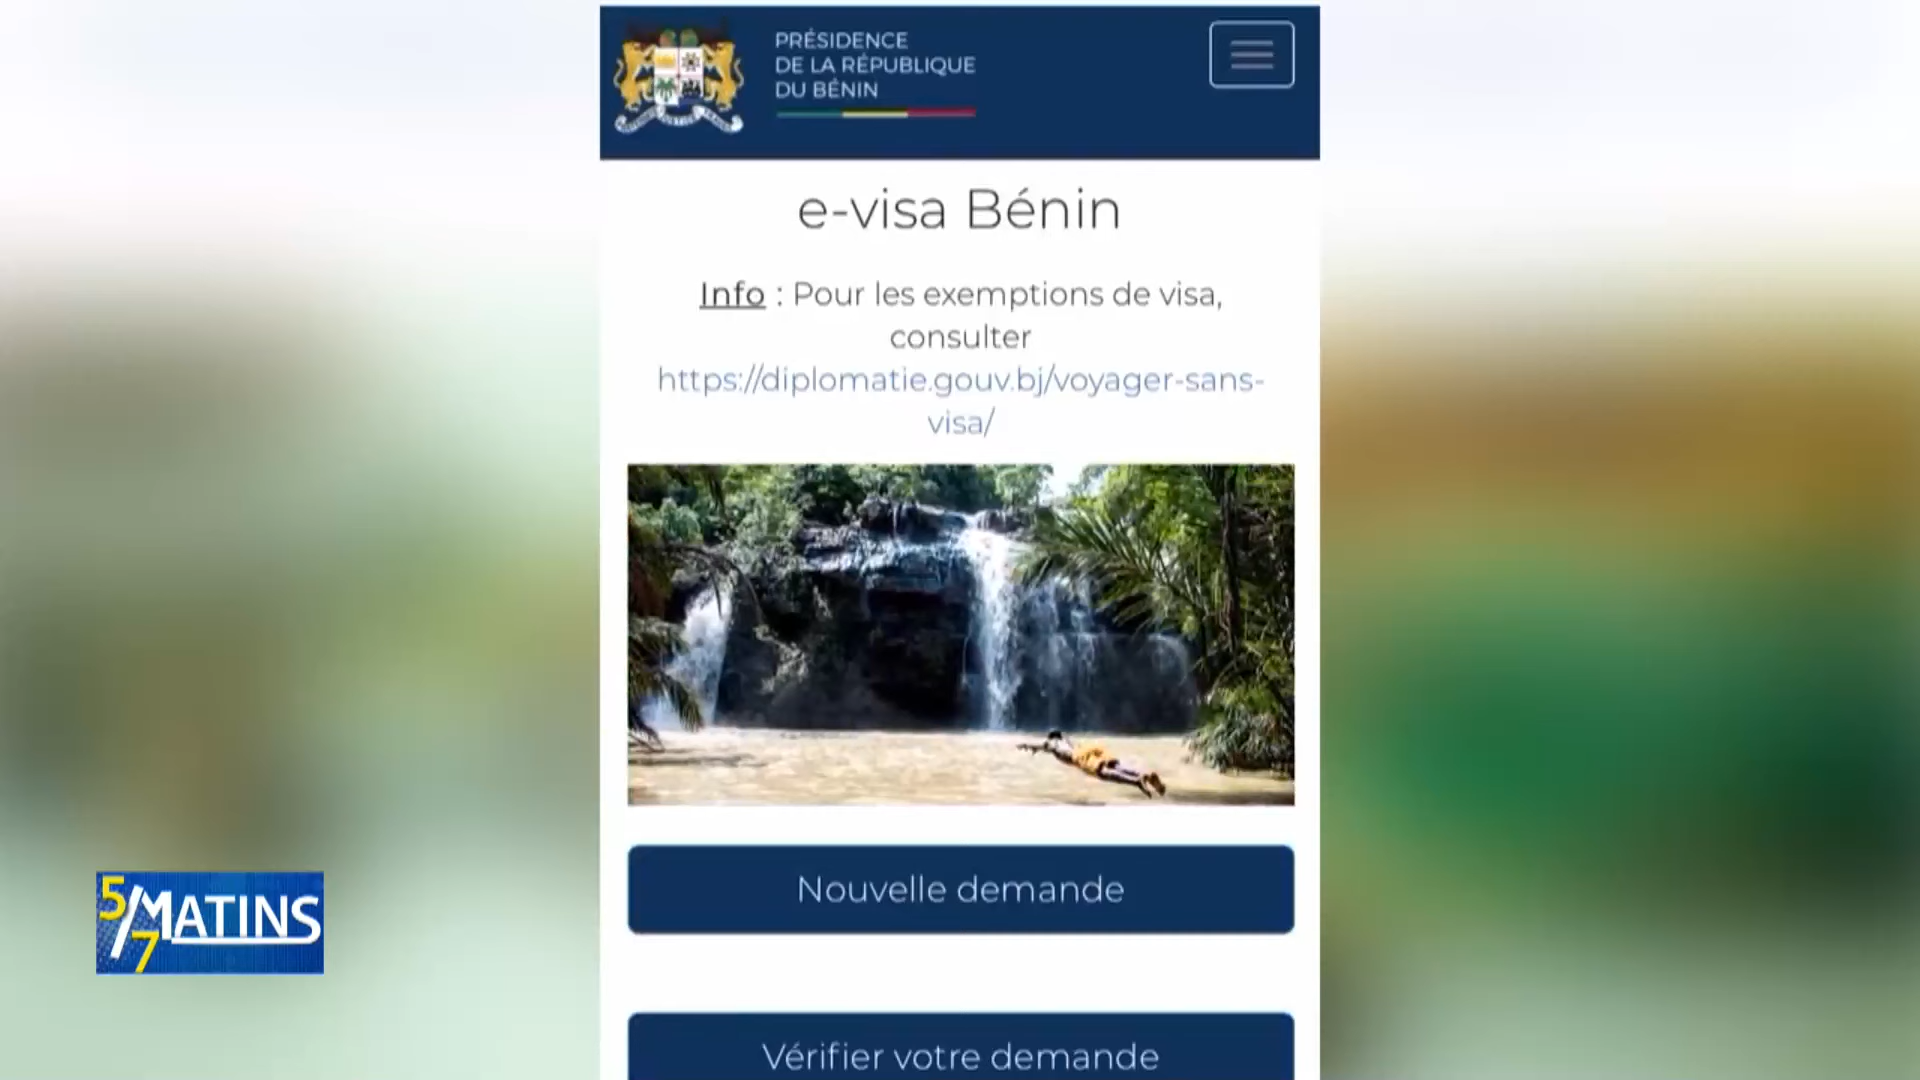 PRÉSIDENCE
DE LA RÉPUBLIQUE
DU BÉNIN
e-visa Bénin
Info : Pour les exemptions de visa,
consulter
https://diplomatie.gouv.bj/voyager-sans-
visa/
Nouvelle demande
Vérifier votre demande
5/7 MATINS